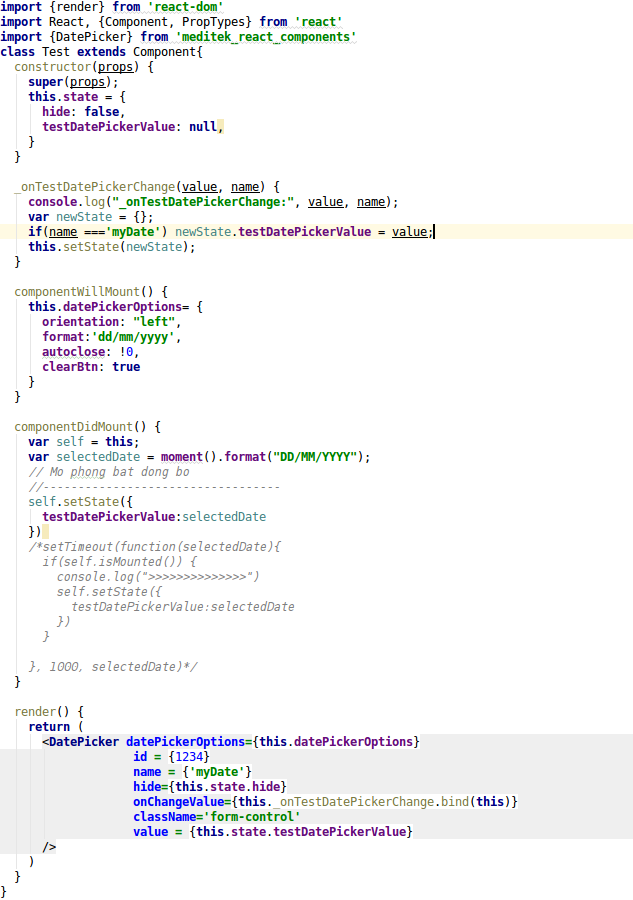 import {render} from 'react-dom'
import React, {Component, PropTypes} from 'react'
import {DatePicker} from 'meditek_react_components'
class Test extends Component{
  constructor(props) {
    super(props);
    this.state = {
      hide: false,
      testDatePickerValue: null,
    }
  }

  _onTestDatePickerChange(value, name) {
    console.log("_onTestDatePickerChange:", value, name);
    var newState = {};
    if(name ==='myDate') newState.testDatePickerValue = value;
    this.setState(newState);
  }

  componentWillMount() {
    this.datePickerOptions= {
      orientation: "left",
      format:'dd/mm/yyyy',
      autoclose: !0,
      clearBtn: true
    }
  }

  componentDidMount() {
    var self = this;
    var selectedDate = moment().format("DD/MM/YYYY");
    // Mo phong bat dong bo
    //----------------------------------
    self.setState({
      testDatePickerValue:selectedDate
    })
    /*setTimeout(function(selectedDate){
      if(self.isMounted()) {
        console.log(">>>>>>>>>>>>>>")
        self.setState({
          testDatePickerValue:selectedDate
        })
      }

    }, 1000, selectedDate)*/
  }

  render() {
    return (
      <DatePicker datePickerOptions={this.datePickerOptions}
                   id = {1234}
                   name = {'myDate'}
                   hide={this.state.hide}
                   onChangeValue={this._onTestDatePickerChange.bind(this)}
                   className='form-control'
                   value = {this.state.testDatePickerValue}
      />
    )
  }
}